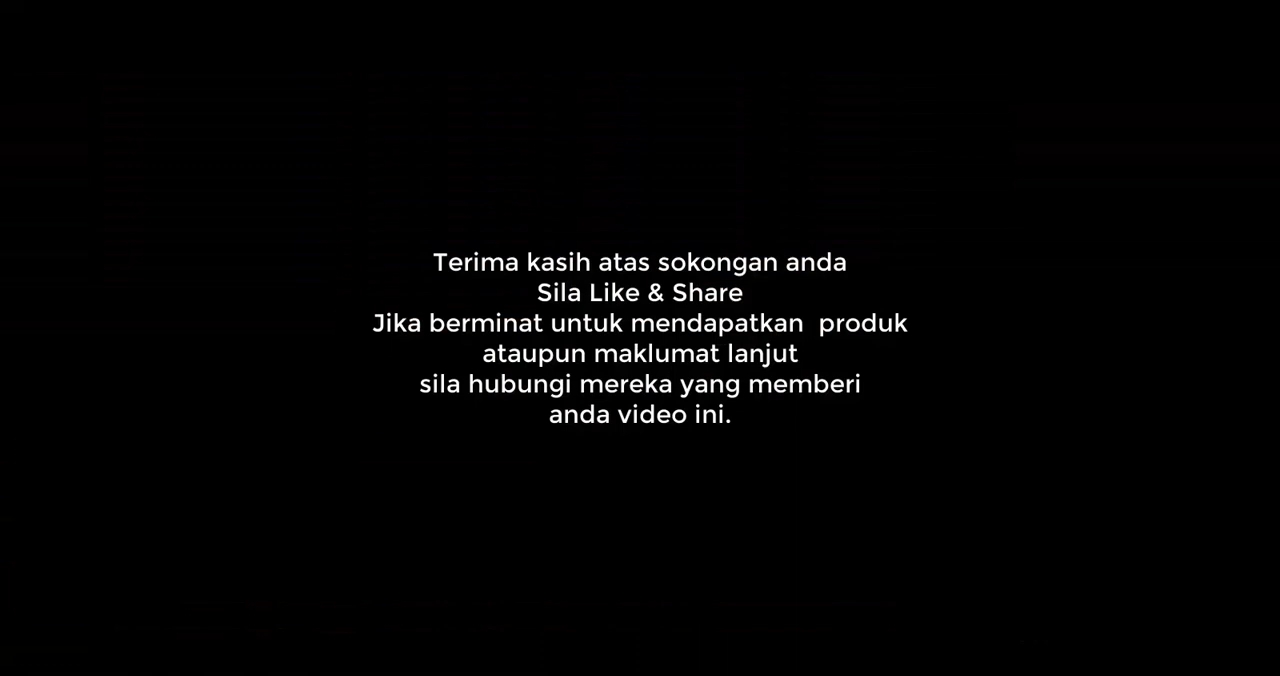 Terima kasih atas sokongan anda
Sila Like & Share
Jika berminat untuk mendapatkan  produk
ataupun maklumat lanjut
sila hubungi mereka yang memberi
anda video ini.